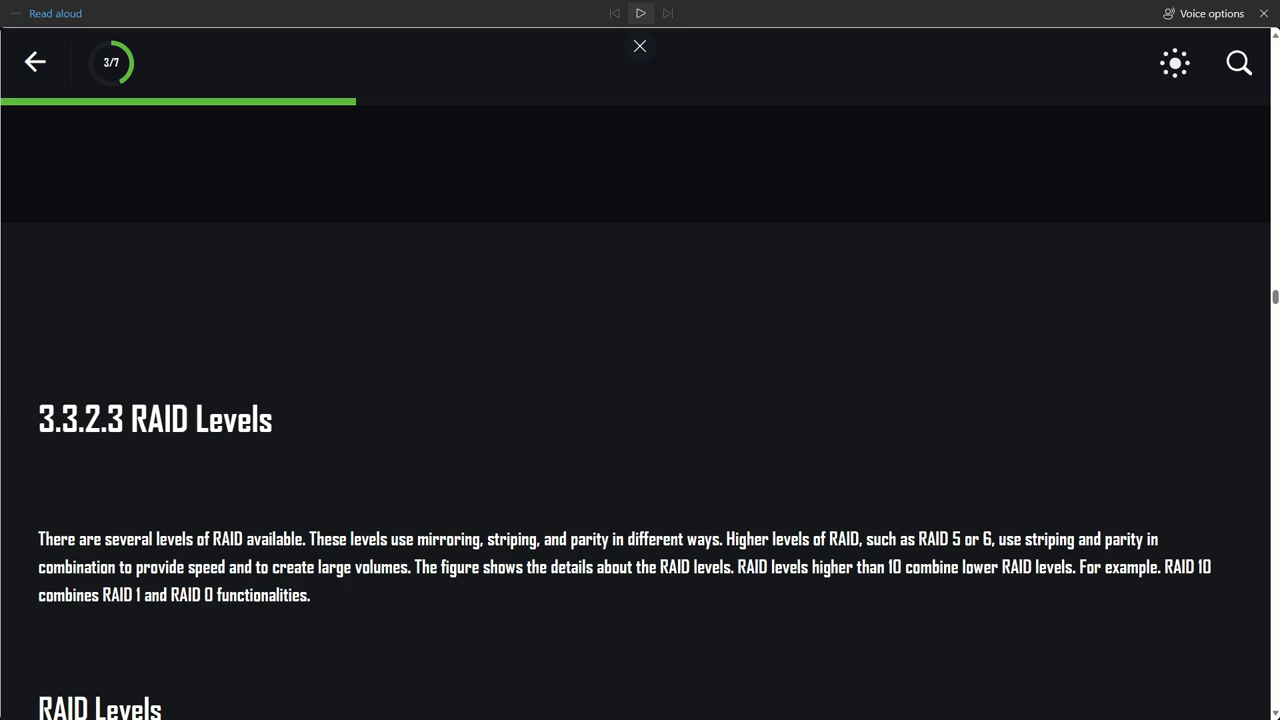 Read aloud
Voice options
3/7
3.3.2.3 RAID Levels
There are several levels of RAID available. These levels use mirroring, striping, and parity in different ways. Higher levels of RAID, such as RAID 5 or 6, use striping and parity in
combination to provide speed and to create large volumes. The figure shows the details about the RAID levels. RAID levels higher than 10 combine lower RAID levels. For example. RAID 10
combines RAID 1 and RAID 0 functionalities.
RAID Levels